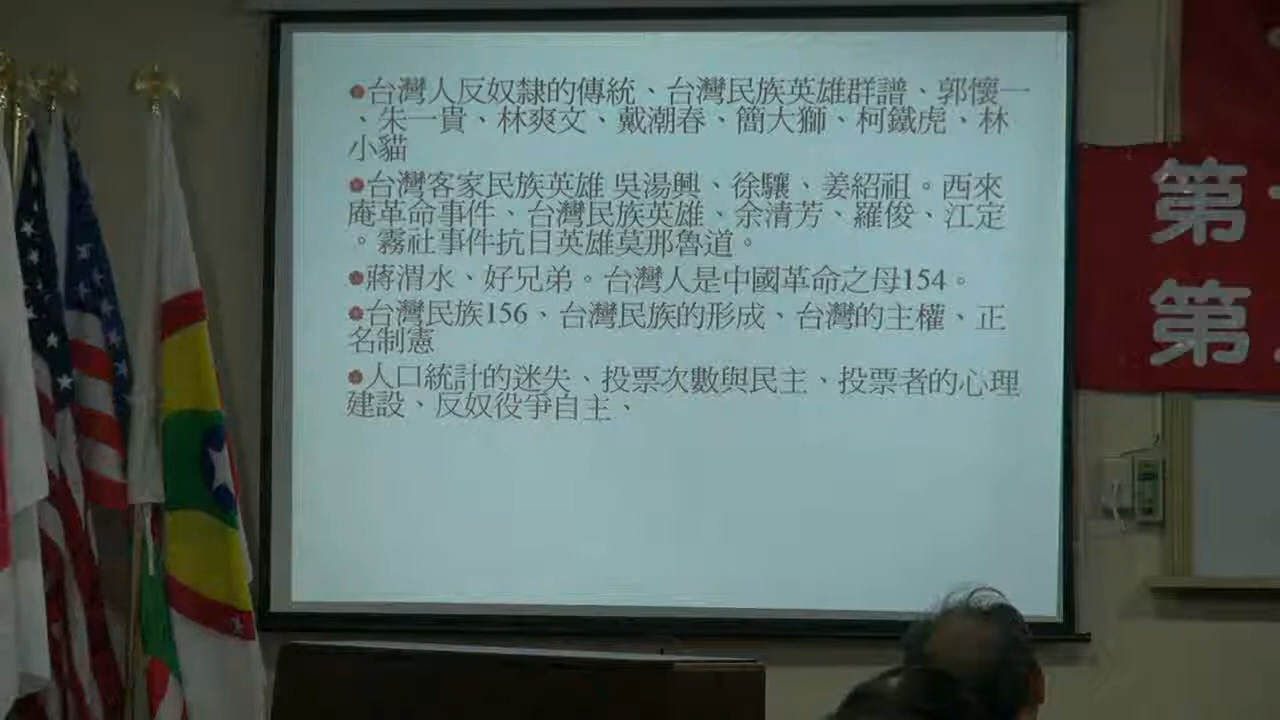 台灣人反奴隸的傳統、台灣民族英雄群譜、郭懷一
、朱一貴、林爽文、戴潮春、簡大獅、柯鐵虎、林
小貓
台灣客家民族英雄 吳湯興、徐驤、姜紹祖。西來
庵革命事件、台灣民族英雄、余清芳、羅俊、江定
。霧社事件抗日英雄莫那魯道。
蔣渭水、好兄弟。台灣人是中國革命之母154。
台灣民族156、台灣民族的形成、台灣的主權、正
名制憲
人口統計的迷失、投票次數與民主、投票者的心理
建設、反奴役爭自主、
第
第